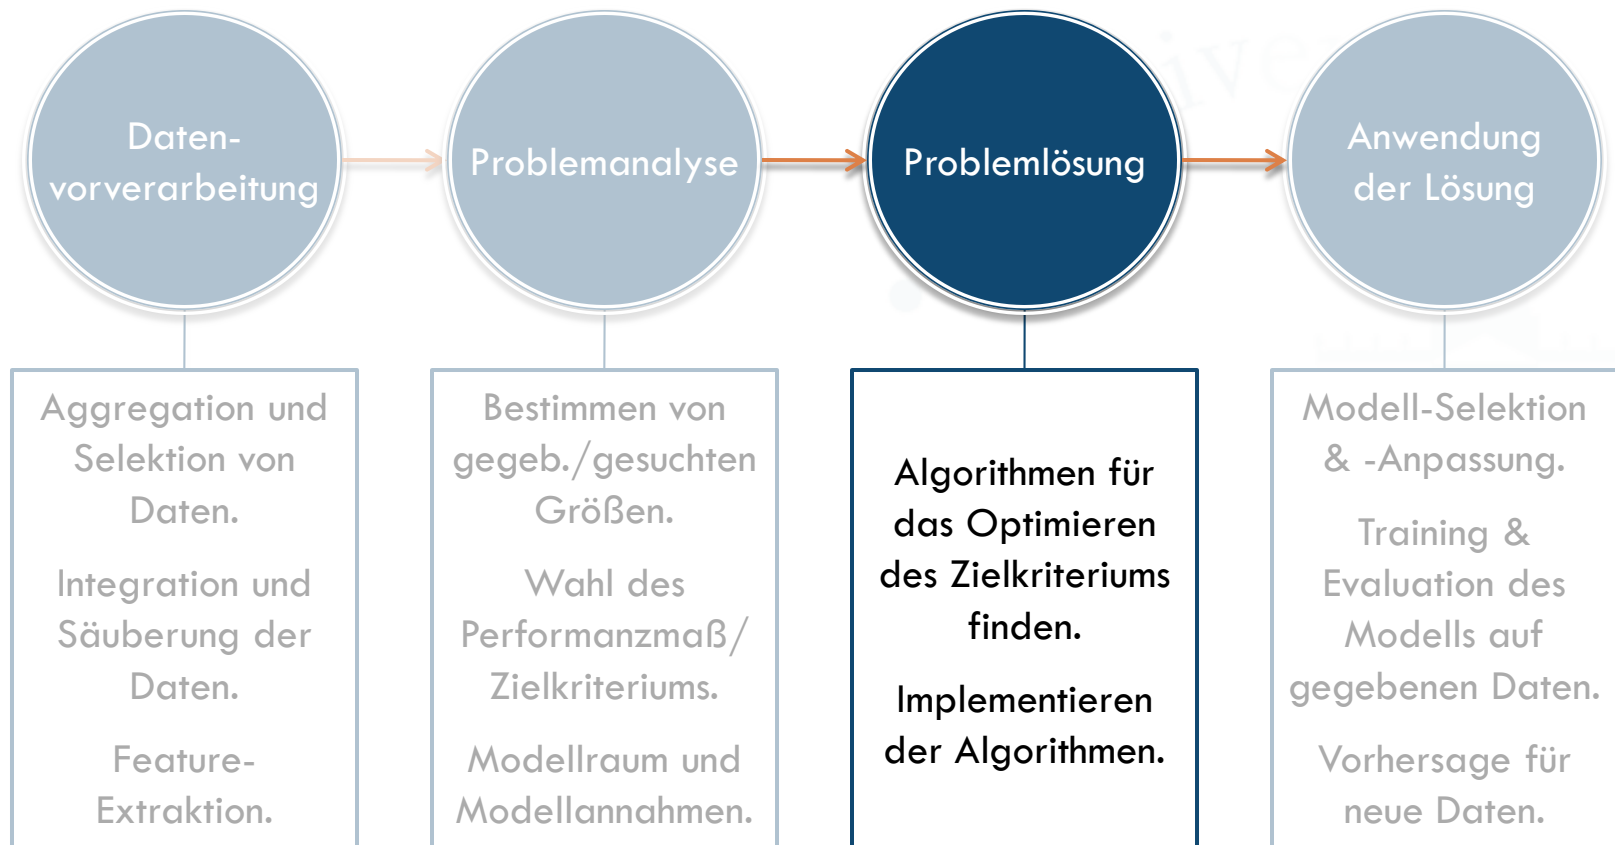 Daten-
vorverarbeitung
Problemanalyse
Problemlösung
Anwendung
der Lösung
Aggregation und
Selektion von
Daten.
Integration und
Säuberung der
Daten.
Feature-
Extraktion.
Bestimmen von
gegeb./gesuchten
Größen.
Wahl des
Performanzmaß/
Zielkriteriums.
Modellraum und
Modellannahmen.
Algorithmen für
das Optimieren
des Zielkriteriums
finden.
Implementieren
der Algorithmen.
Modell-Selektion
& -Anpassung.
Training &
Evaluation des
Modells auf
gegebenen Daten.
Vorhersage für
neue Daten.